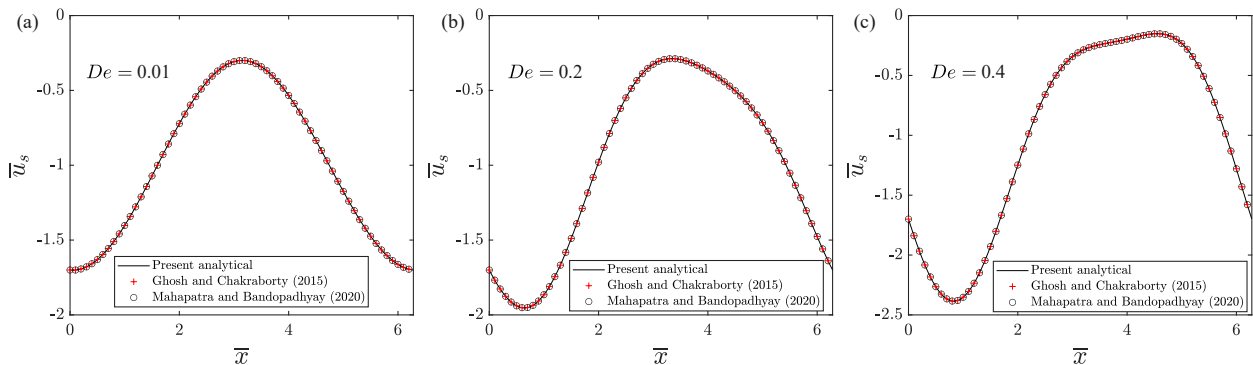 (a)
De = 0.01
0
-0.5
-1
-1.5
-2
0
2
4
6
u̅s
x̅
Present analytical
Ghosh and Chakraborty (2015)
Mahapatra and Bandopadhyay (2020)
(b)
De = 0.2
0
-0.5
-1
-1.5
-2
0
2
4
6
u̅s
x̅
Present analytical
Ghosh and Chakraborty (2015)
Mahapatra and Bandopadhyay (2020)
(c)
De = 0.4
0
-0.5
-1
-1.5
-2
-2.5
0
2
4
6
u̅s
x̅
Present analytical
Ghosh and Chakraborty (2015)
Mahapatra and Bandopadhyay (2020)